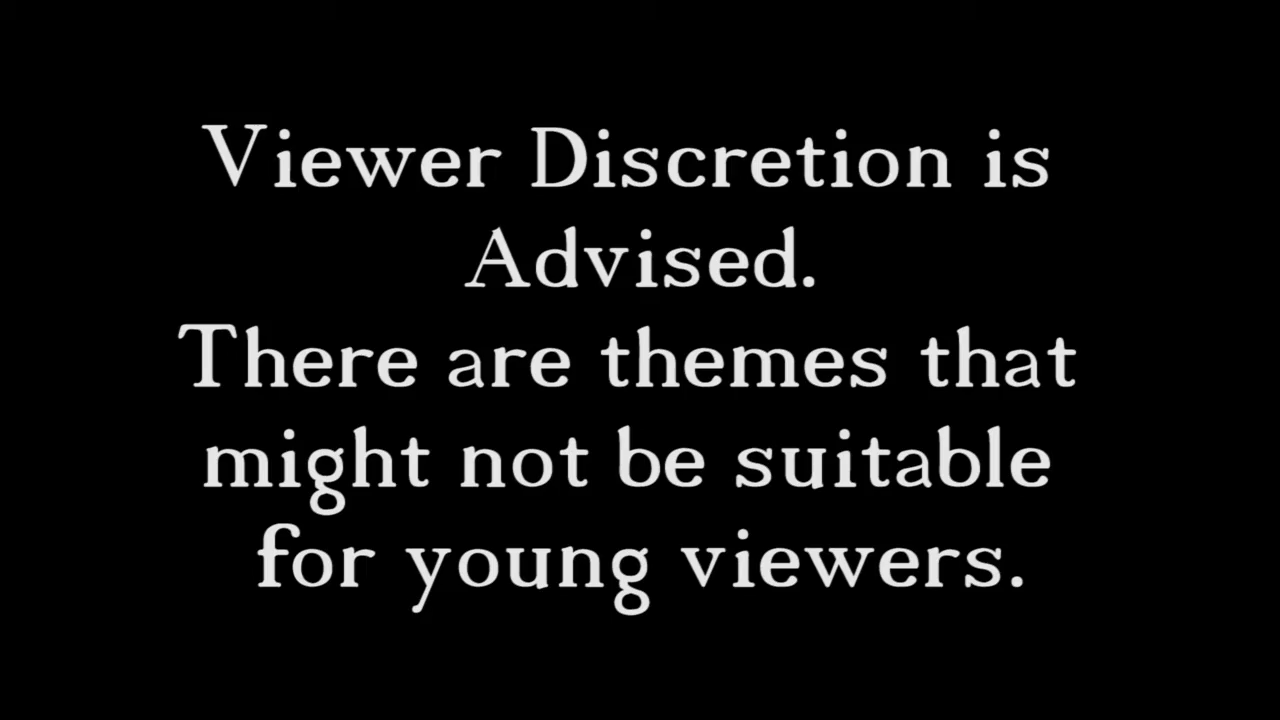 Viewer Discretion is
Advised.
There are themes that
might not be suitable
for young viewers.